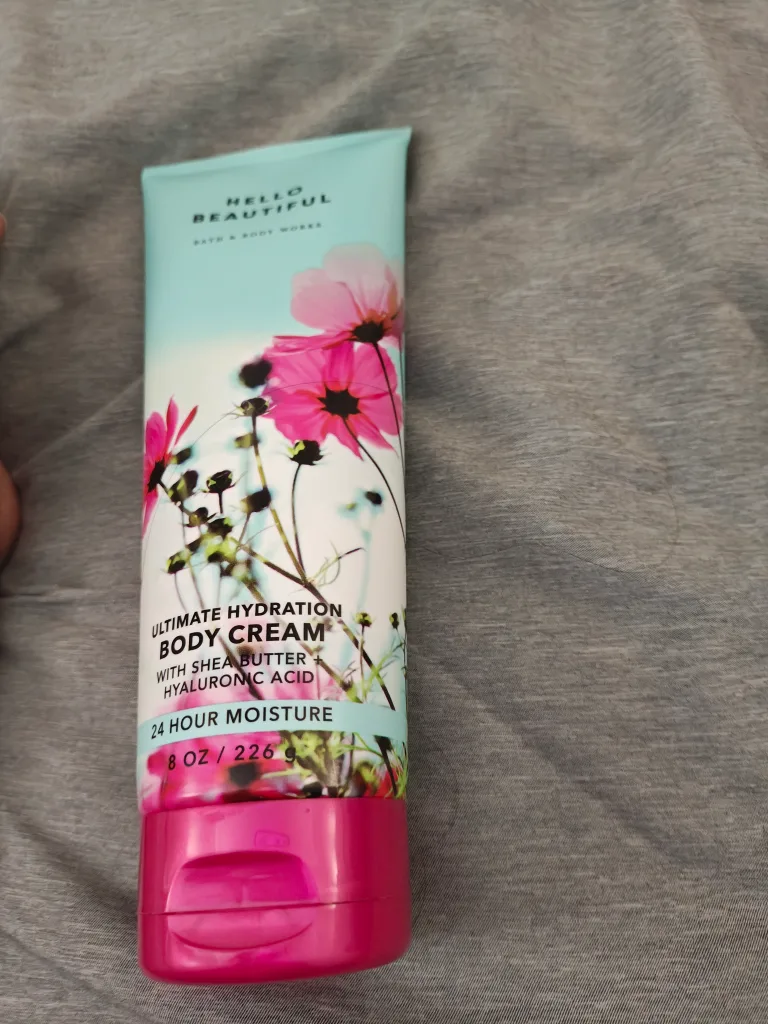 HELLO
BEAUTIFUL
BATH & BODY WORKS
ULTIMATE HYDRATION
BODY CREAM
WITH SHEA BUTTER +
HYALURONIC ACID
24 HOUR MOISTURE
8 OZ / 226 g